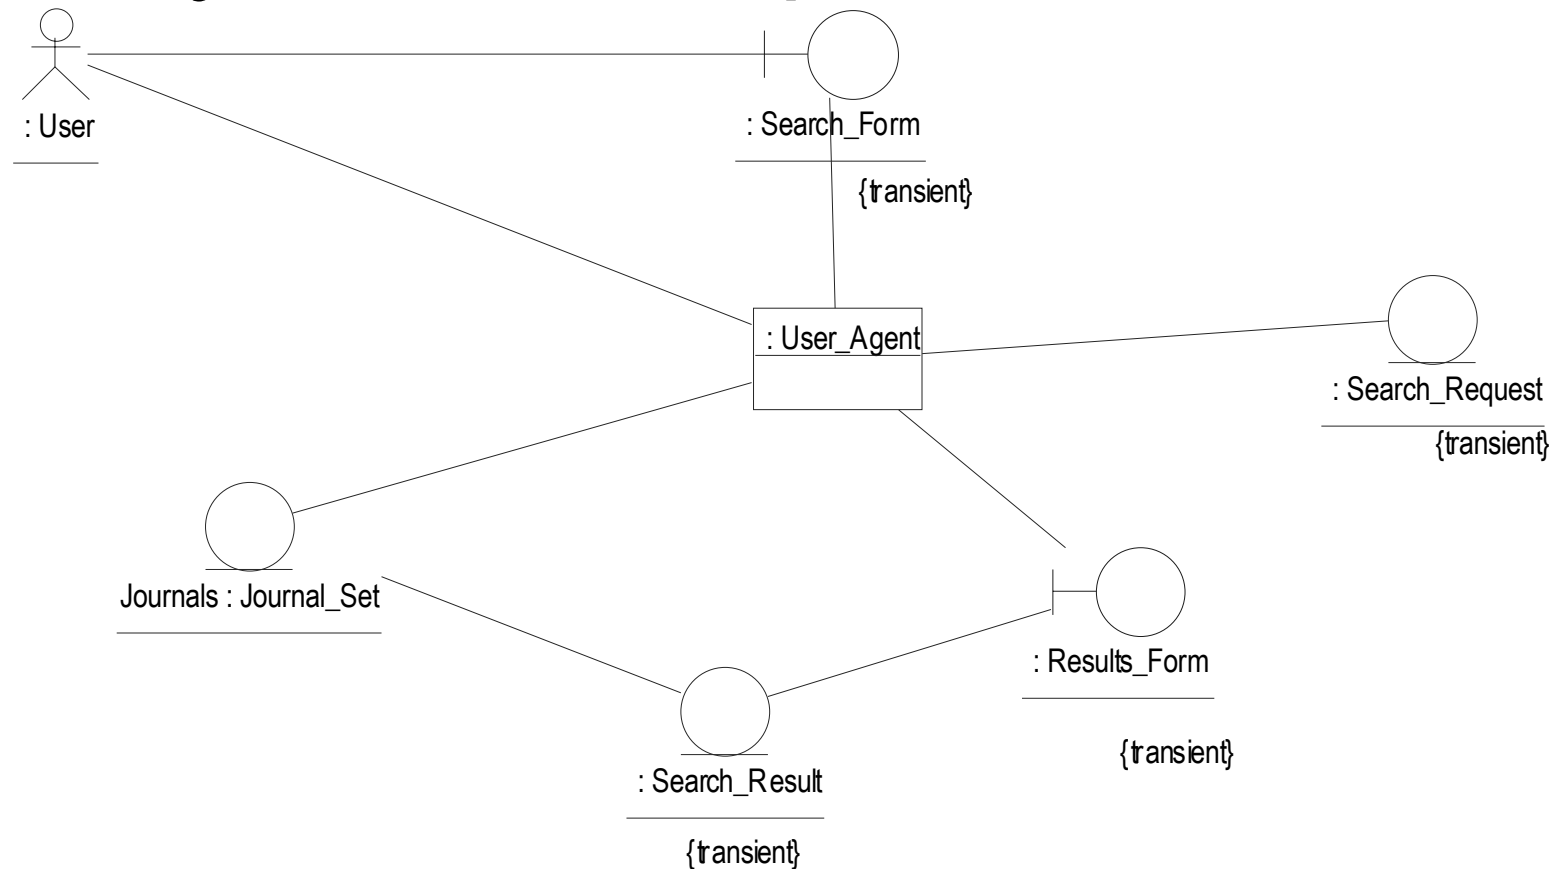 : User
: Search_Form
{transient}
: User_Agent
: Search_Request
{transient}
Journals : Journal_Set
: Results_Form
{transient}
: Search_Result
{transient}